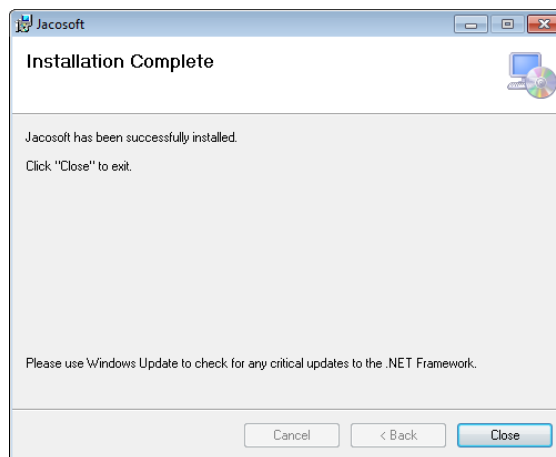 Jacosoft
Installation Complete
Jacosoft has been successfully installed.
Click "Close" to exit.
Please use Windows Update to check for any critical updates to the .NET Framework.
Cancel
< Back
Close